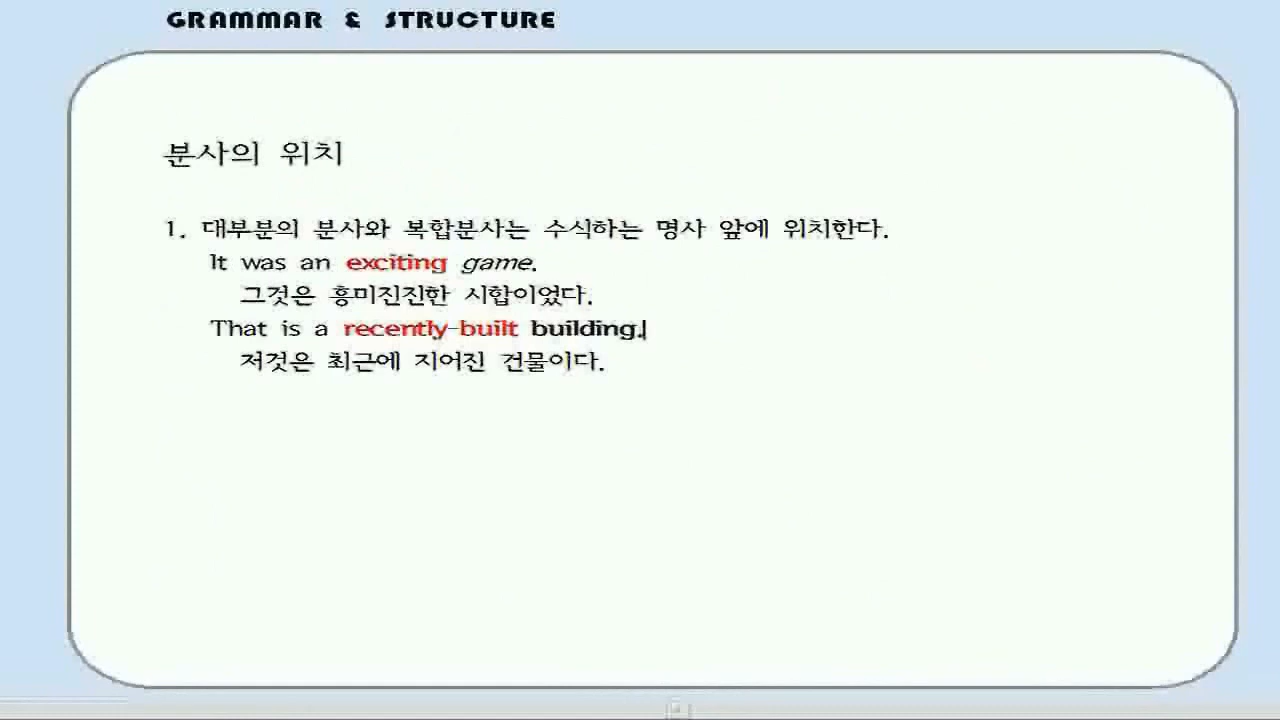 GRAMMAR & STRUCTURE
분사의 위치
1. 대부분의 분사와 복합분사는 수식하는 명사 앞에 위치한다.
It was an exciting game.
그것은 흥미진진한 시합이었다.
That is a recently-built building.
저것은 최근에 지어진 건물이다.